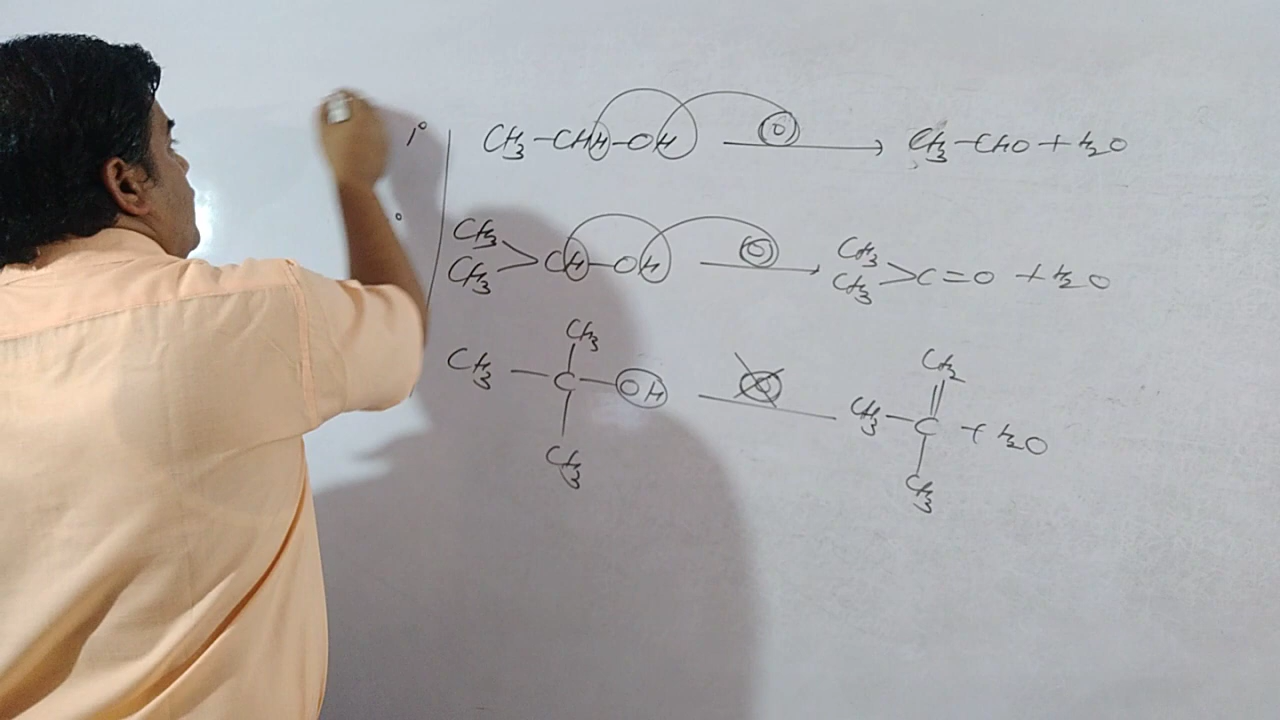 1° CH3-CHH-OH (O) → CH3-CHO + H2O
° CH3 CH3 > CH-OH (O) → CH3 CH3 > C=O + H2O
CH3
CH3 - C - OH (O)
CH3
CH2
CH3 - C + H2O
CH3